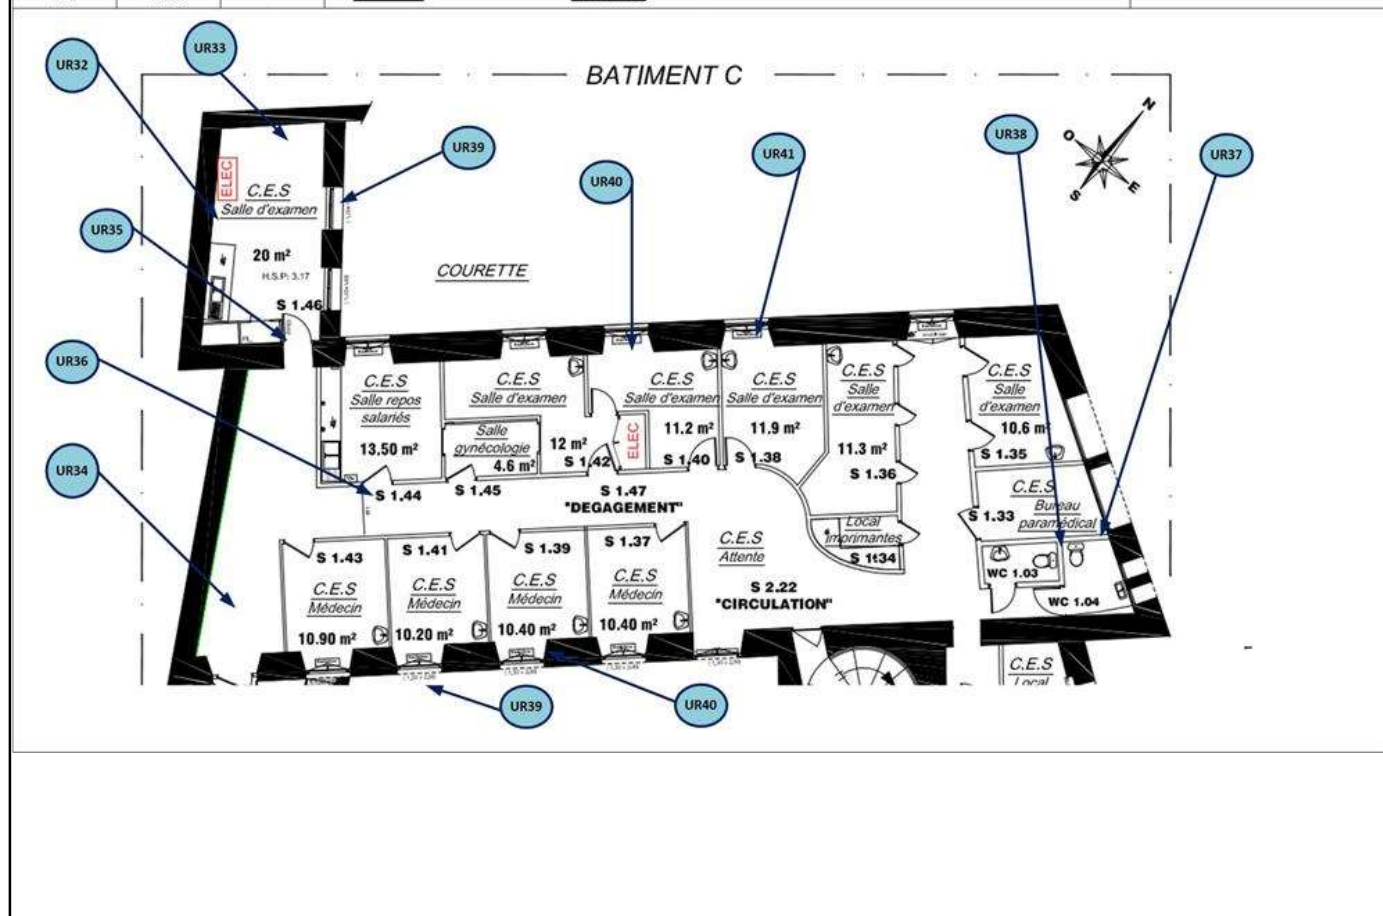 BATIMENT C
UR32
UR33
UR39
UR40
UR41
UR38
UR37
N
O
E
S
ELEC
C.E.S
Salle d'examen
20 m²
H.S.P: 3.17
S 1.46
UR35
COURETTE
UR36
UR34
C.E.S
Salle repos
salariés
13.50 m²
S 1.44
C.E.S
Salle d'examen
12 m²
S 1.42
Salle
gynécologie
4.6 m²
S 1.45
ELEC
C.E.S
Salle d'examen
11.2 m²
S 1.40
C.E.S
Salle d'examen
11.9 m²
S 1.38
C.E.S
Salle
d'examen
11.3 m²
S 1.36
C.E.S
Salle
d'examen
10.6 m²
S 1.35
C.E.S
Bureau
paramédical
S 1.33
S 1.47
"DEGAGEMENT"
Local
imprimantes
S 1.34
C.E.S
Attente
S 2.22
"CIRCULATION"
WC 1.03
WC 1.04
S 1.43
C.E.S
Médecin
10.90 m²
S 1.41
C.E.S
Médecin
10.20 m²
S 1.39
C.E.S
Médecin
10.40 m²
S 1.37
C.E.S
Médecin
10.40 m²
C.E.S
Local
UR39
UR40